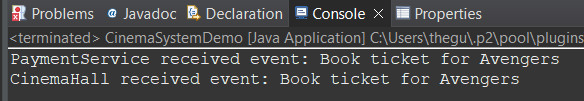 Problems Javadoc Declaration Console Properties
<terminated> CinemaSystemDemo [Java Application] C:\Users\thegu\.p2\pool\plugins
PaymentService received event: Book ticket for Avengers
CinemaHall received event: Book ticket for Avengers